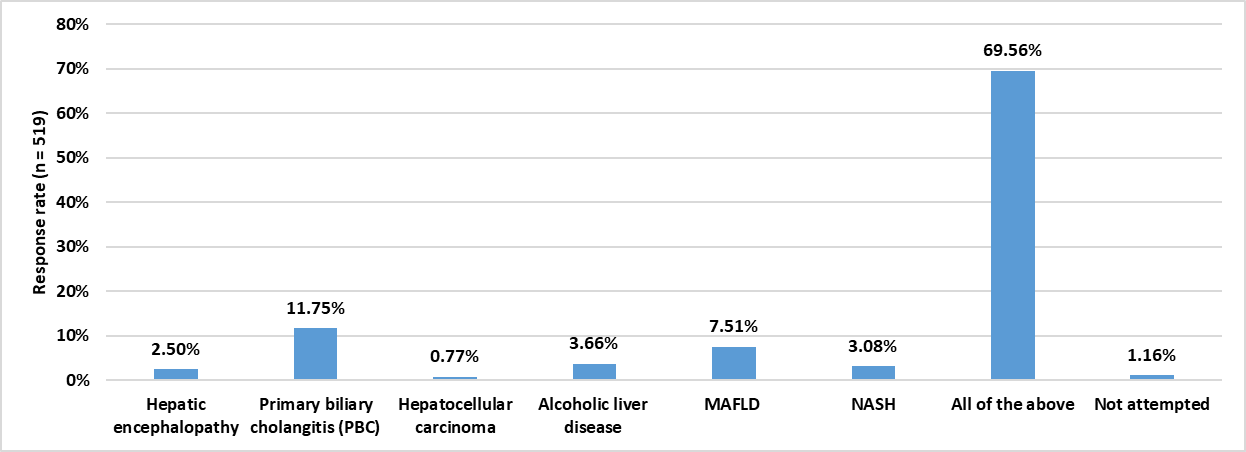 80%
70%
60%
50%
40%
30%
20%
10%
0%
Response rate (n = 519)
2.50%
11.75%
0.77%
3.66%
7.51%
3.08%
69.56%
1.16%
Hepatic
encephalopathy
Primary biliary
cholangitis (PBC)
Hepatocellular
carcinoma
Alcoholic liver
disease
MAFLD
NASH
All of the above
Not attempted